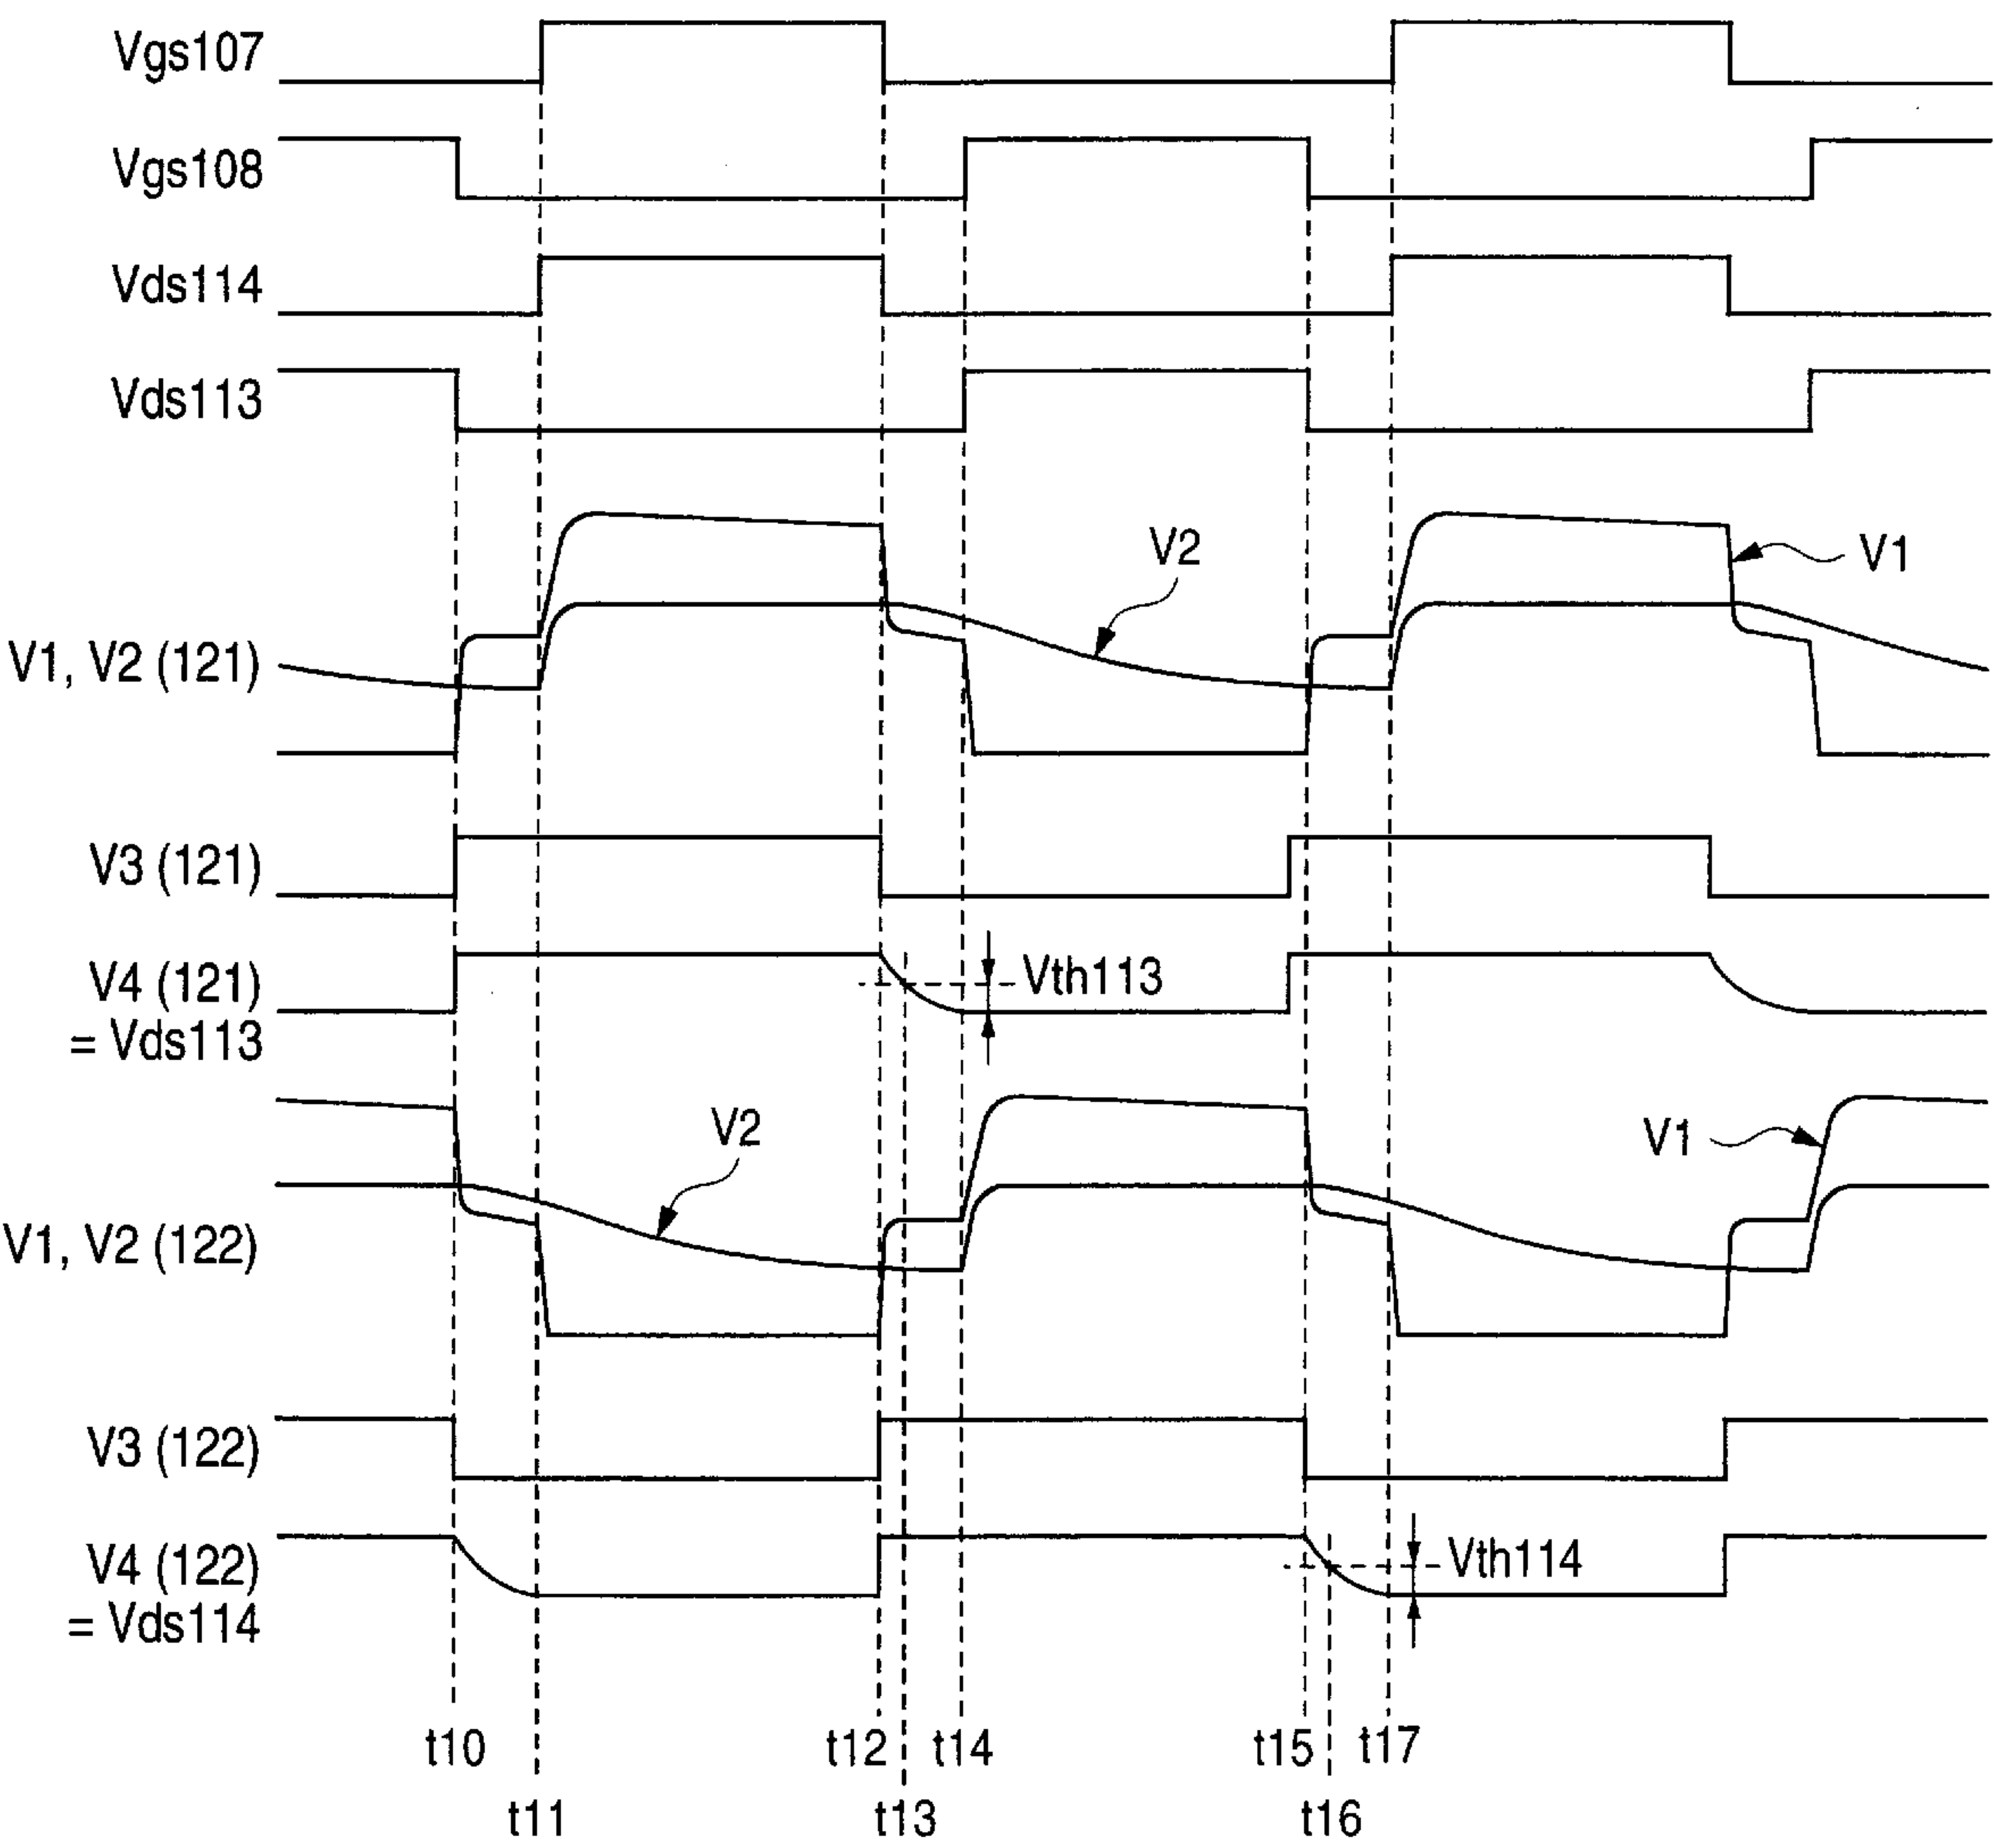 Vgs107
Vgs108
Vds114
Vds113
V2
V1
V1, V2 (121)
V3 (121)
V4 (121)
= Vds113
Vth113
V2
V1
V1, V2 (122)
V3 (122)
V4 (122)
= Vds114
Vth114
t10
t12
t14
t15
t17
t11
t13
t16